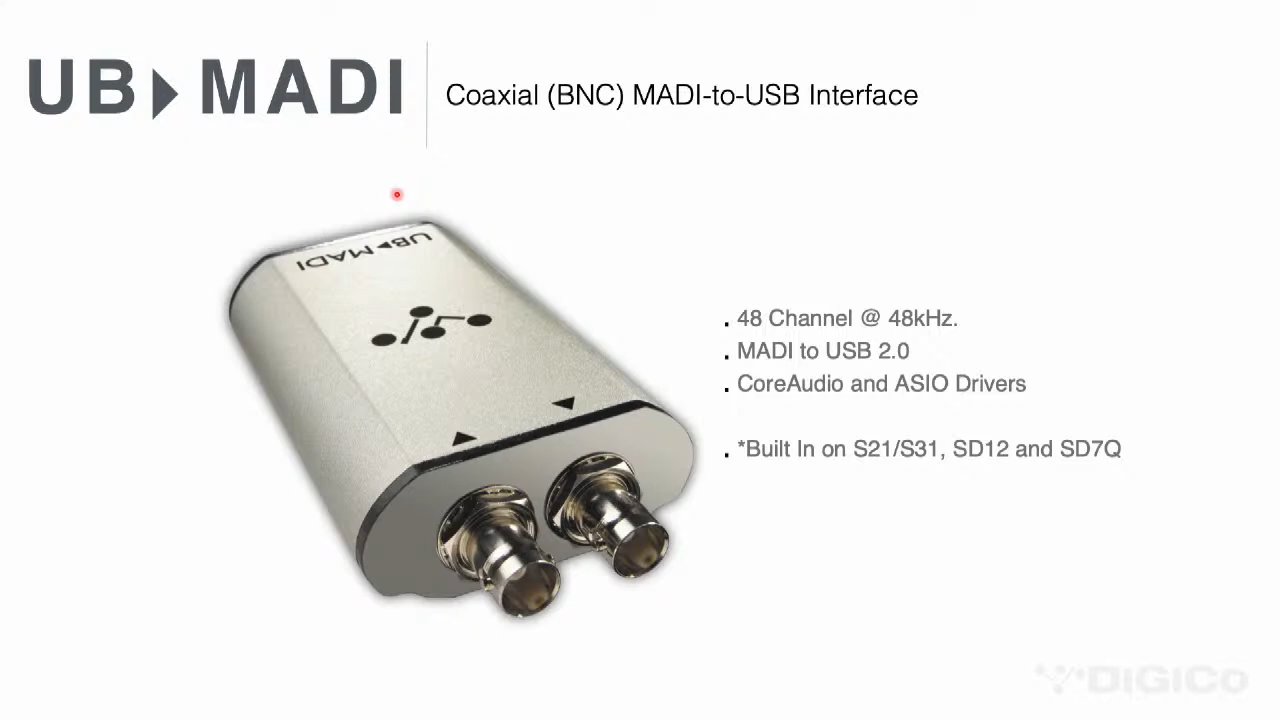 UB▶MADI
Coaxial (BNC) MADI-to-USB Interface
UB▶MADI
. 48 Channel @ 48kHz.
. MADI to USB 2.0
. CoreAudio and ASIO Drivers
. *Built In on S21/S31, SD12 and SD7Q
DiGiCo